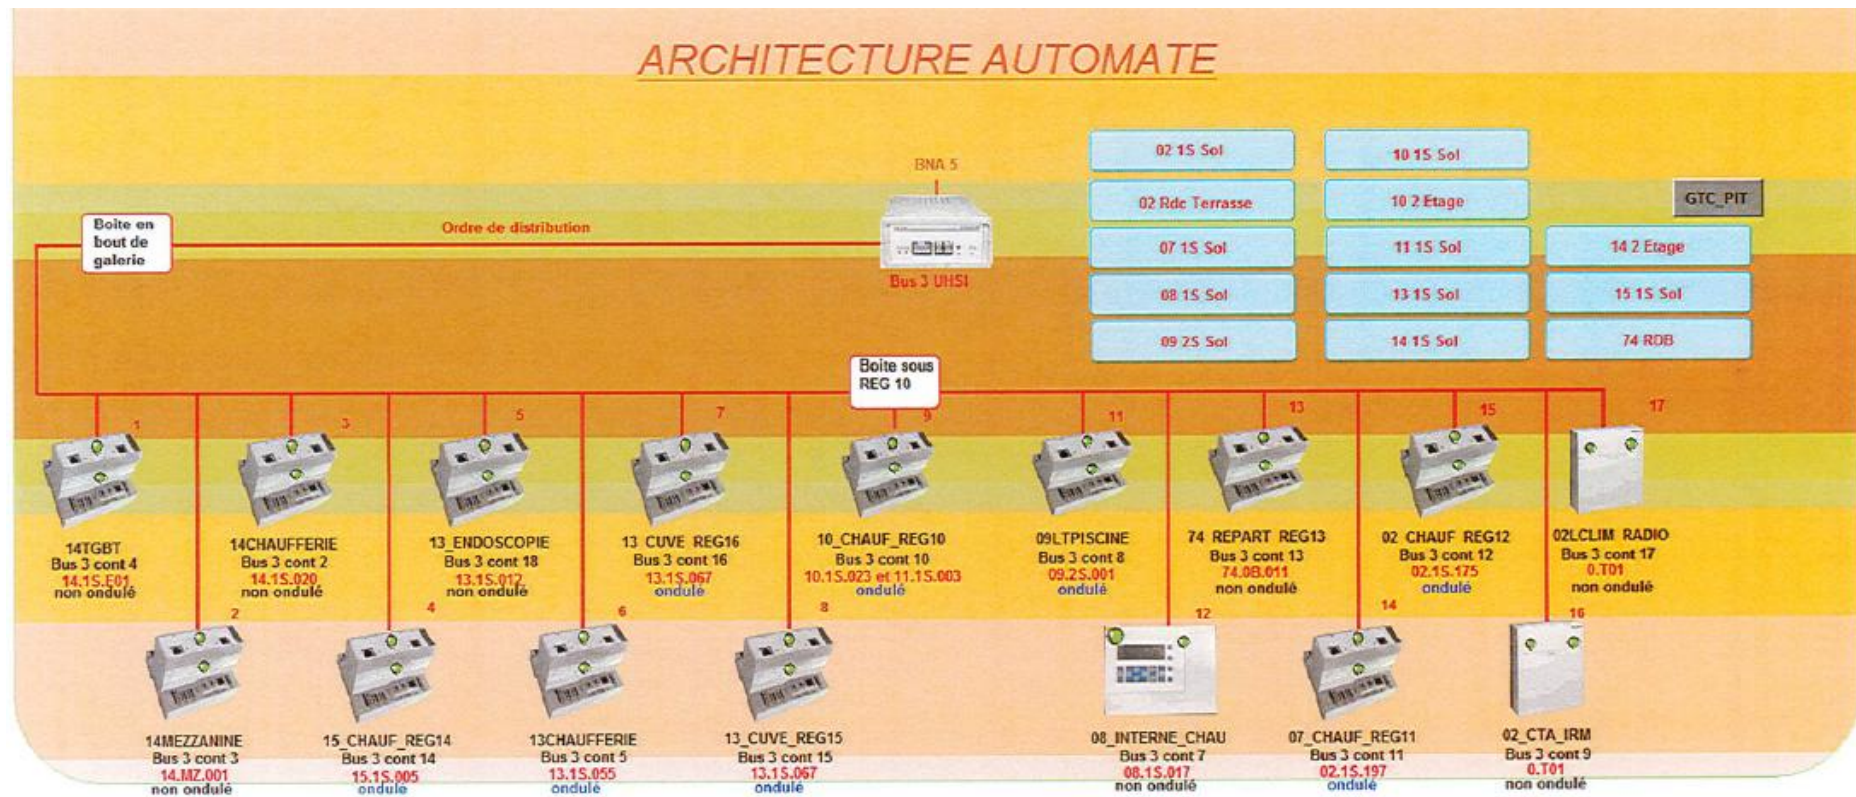 ARCHITECTURE AUTOMATE
BNA 5
Bus 3 UHSI
Boite en
bout de
galerie
Ordre de distribution
02 1S Sol
02 Rdc Terrasse
07 1S Sol
08 1S Sol
09 2S Sol
10 1S Sol
10 2 Etage
11 1S Sol
13 1S Sol
14 1S Sol
GTC_PIT
14 2 Etage
15 1S Sol
74 RDB
Boite sous
REG 10
1
3
5
7
9
11
13
15
17
14TGBT
Bus 3 cont 4
14.1S.E01
non ondulé
14CHAUFFERIE
Bus 3 cont 2
14.1S.020
non ondulé
13_ENDOSCOPIE
Bus 3 cont 18
13.1S.012
non ondulé
13 CUVE REG16
Bus 3 cont 16
13.1S.067
ondulé
10_CHAUF_REG10
Bus 3 cont 10
10.1S.023 et 11.1S.003
ondulé
09LTPISCINE
Bus 3 cont 8
09.2S.001
ondulé
74 REPART REG13
Bus 3 cont 13
74.0B.011
non ondulé
02 CHAUF REG12
Bus 3 cont 12
02.1S.175
ondulé
02LCLIM RADIO
Bus 3 cont 17
0.T01
non ondulé
2
4
6
8
12
14
16
14MEZZANINE
Bus 3 cont 3
14.MZ.001
non ondulé
15_CHAUF_REG14
Bus 3 cont 14
15.1S.005
ondulé
13CHAUFFERIE
Bus 3 cont 5
13.1S.055
ondulé
13_CUVE_REG15
Bus 3 cont 15
13.1S.067
ondulé
08_INTERNE_CHAU
Bus 3 cont 7
08.1S.017
non ondulé
07_CHAUF_REG11
Bus 3 cont 11
02.1S.197
ondulé
02_CTA_IRM
Bus 3 cont 9
0.T01
non ondulé